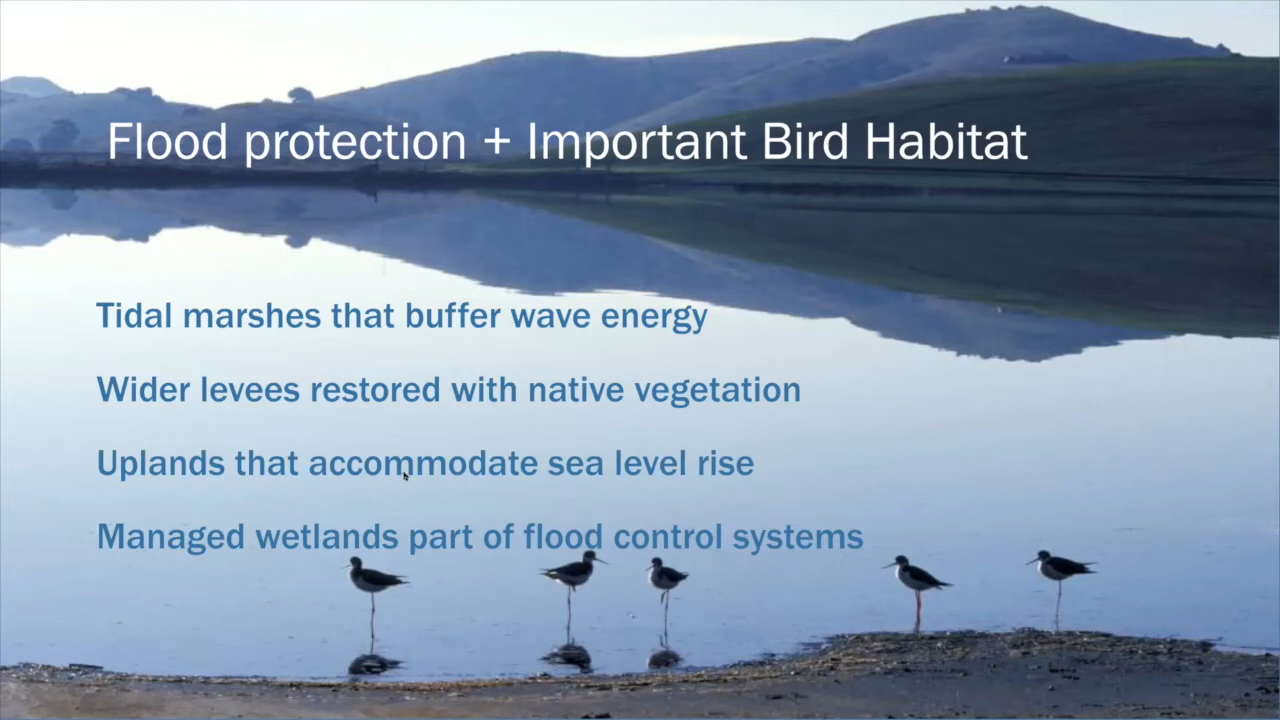 Flood protection + Important Bird Habitat
Tidal marshes that buffer wave energy
Wider levees restored with native vegetation
Uplands that accommodate sea level rise
Managed wetlands part of flood control systems